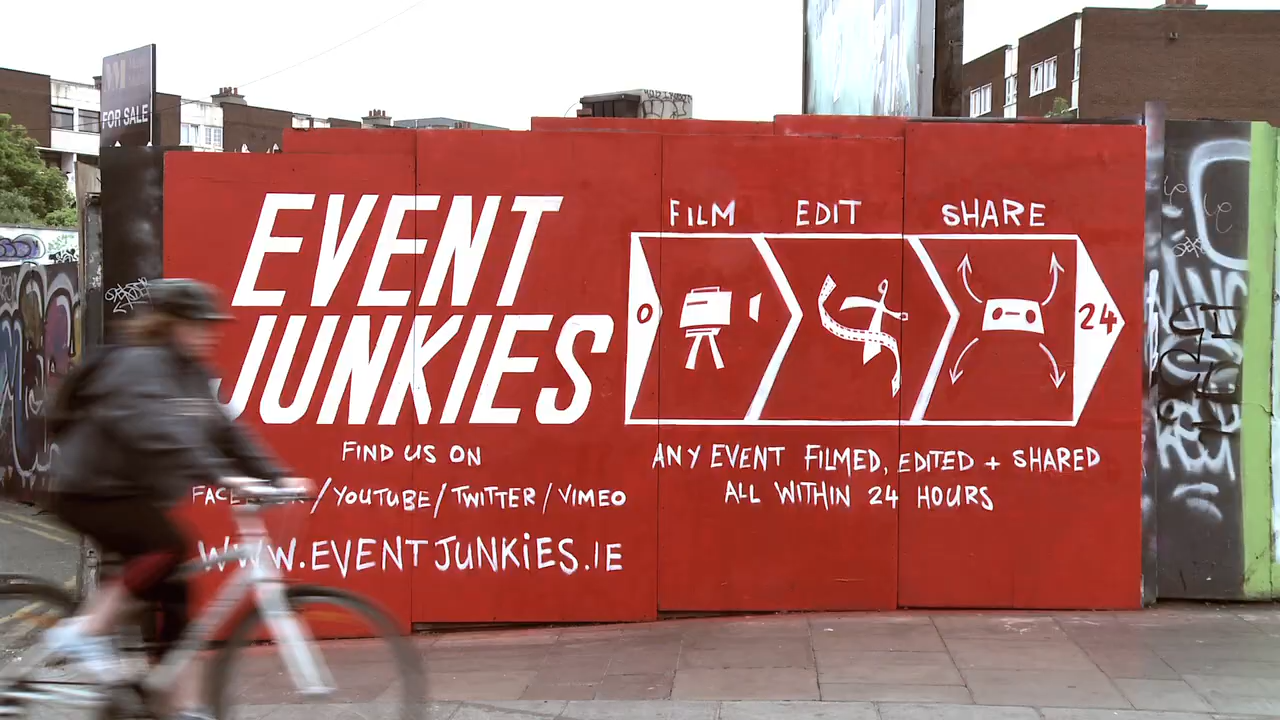 FOR SALE
EVENT
JUNKIES
FIND US ON
FACEBOOK/YOUTUBE/TWITTER/VIMEO
WWW.EVENTJUNKIES.IE
FILM EDIT SHARE
0 24
ANY EVENT FILMED, EDITED + SHARED
ALL WITHIN 24 HOURS